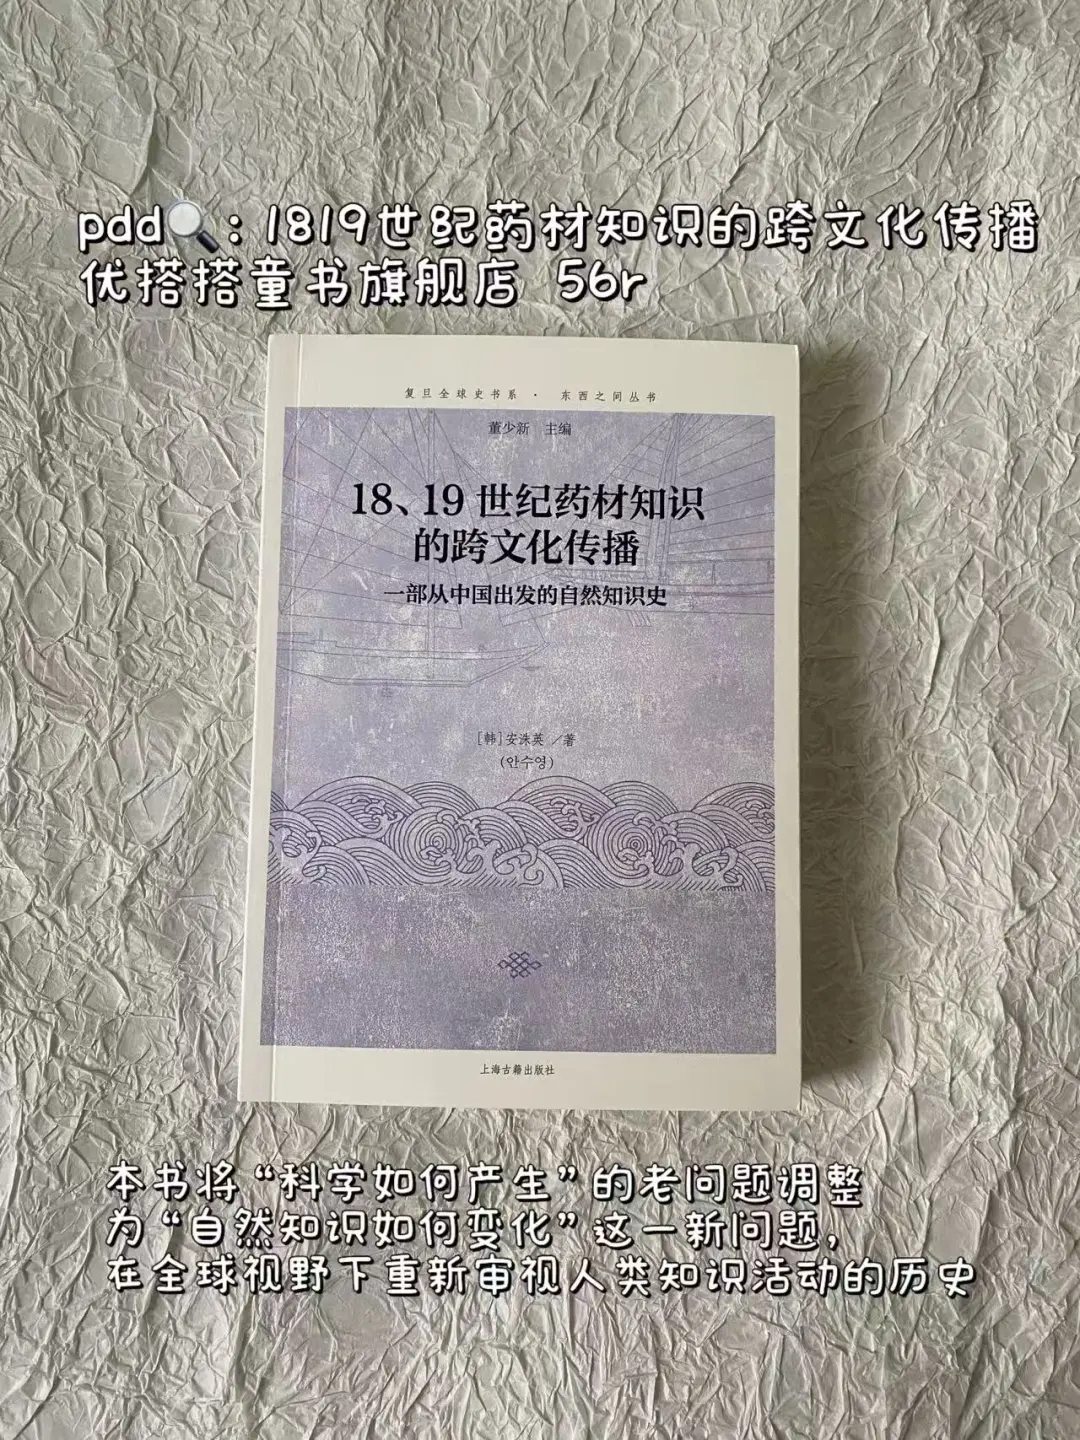 pdd🔍: 1819世纪药材知识的跨文化传播
优搭搭童书旗舰店 56r
复旦全球史书系 · 东西之间丛书
董少新 主编
18、19世纪药材知识
的跨文化传播
一部从中国出发的自然知识史
[韩]安洙英 /著
(안수영)
上海古籍出版社
本书将“科学如何产生”的老问题调整
为“自然知识如何变化”这一新问题，
在全球视野下重新审视人类知识活动的历史